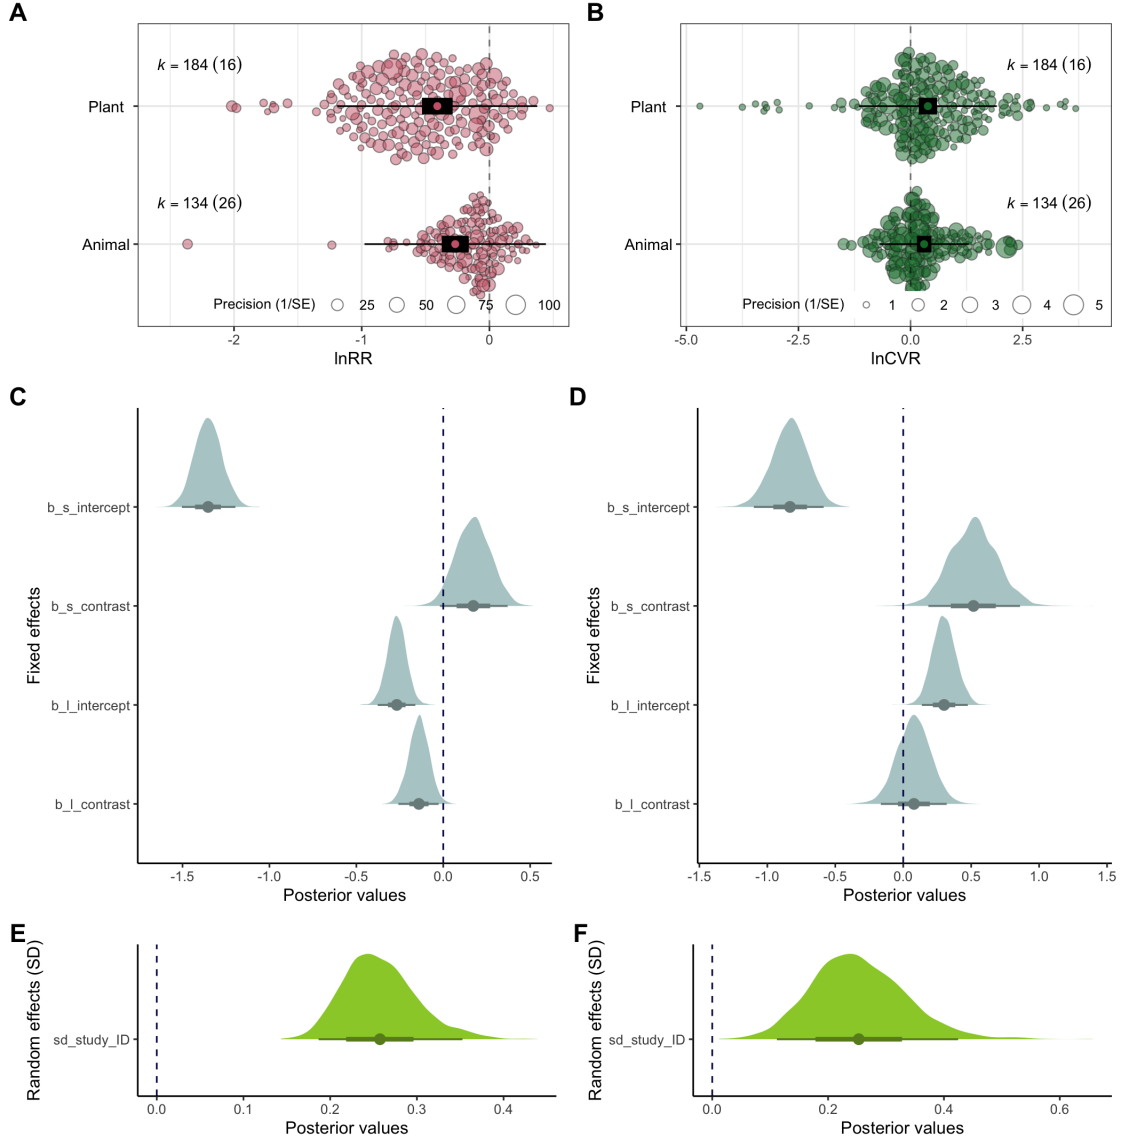 A
k = 184 (16)
Plant
k = 134 (26)
Animal
Precision (1/SE) 25 50 75 100
-2 -1 0
lnRR
B
k = 184 (16)
Plant
k = 134 (26)
Animal
Precision (1/SE) 1 2 3 4 5
-5.0 -2.5 0.0 2.5
lnCVR
C
Fixed effects
b_s_intercept
b_s_contrast
b_l_intercept
b_l_contrast
-1.5 -1.0 -0.5 0.0 0.5
Posterior values
D
Fixed effects
b_s_intercept
b_s_contrast
b_l_intercept
b_l_contrast
-1.5 -1.0 -0.5 0.0 0.5 1.0 1.5
Posterior values
E
Random effects (SD)
sd_study_ID
0.0 0.1 0.2 0.3 0.4
Posterior values
F
Random effects (SD)
sd_study_ID
0.0 0.2 0.4 0.6
Posterior values